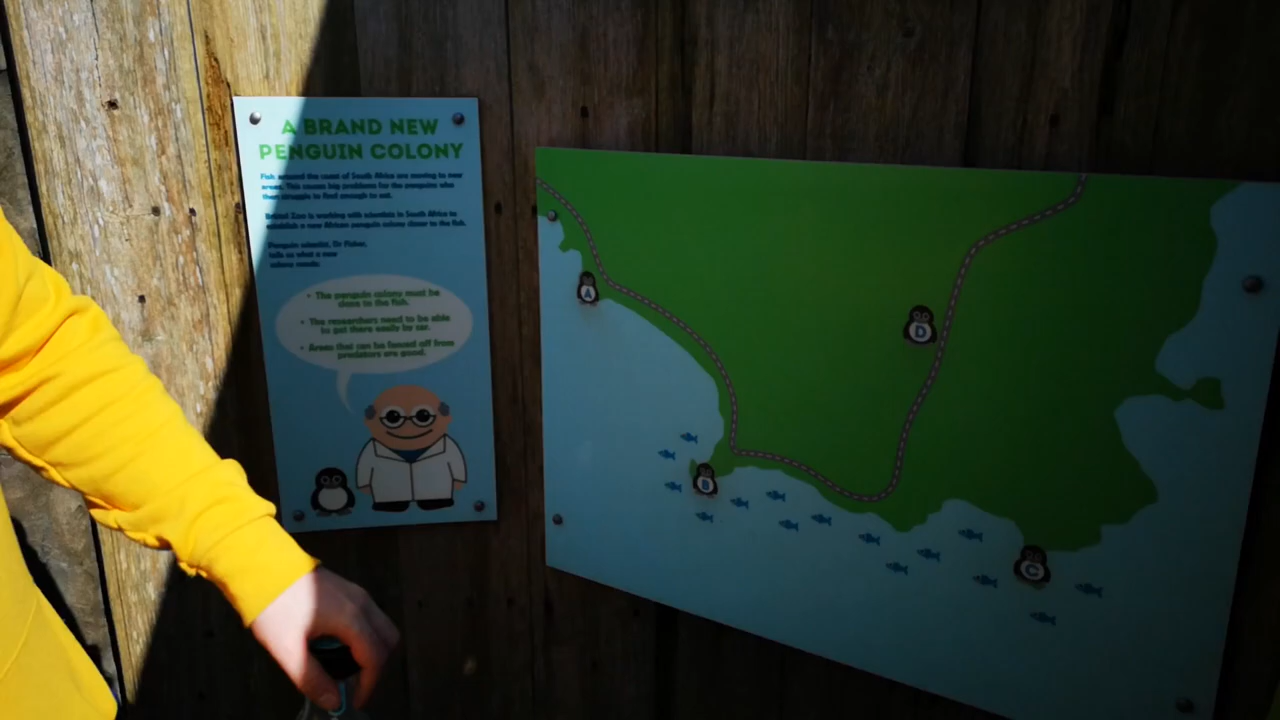 A BRAND NEW
PENGUIN COLONY
Fish around the coast of South Africa are moving to new
areas. This causes big problems for the penguins who
then struggle to find enough to eat.
Bristol Zoo is working with scientists in South Africa to
establish a new African penguin colony closer to the fish.
Penguin scientist, Dr Fisher,
tells us what a new
colony needs:
• The penguin colony must be
close to the fish.
• The researchers need to be able
to get there easily by car.
• Areas that can be fenced off from
predators are good.
A
D
B
C